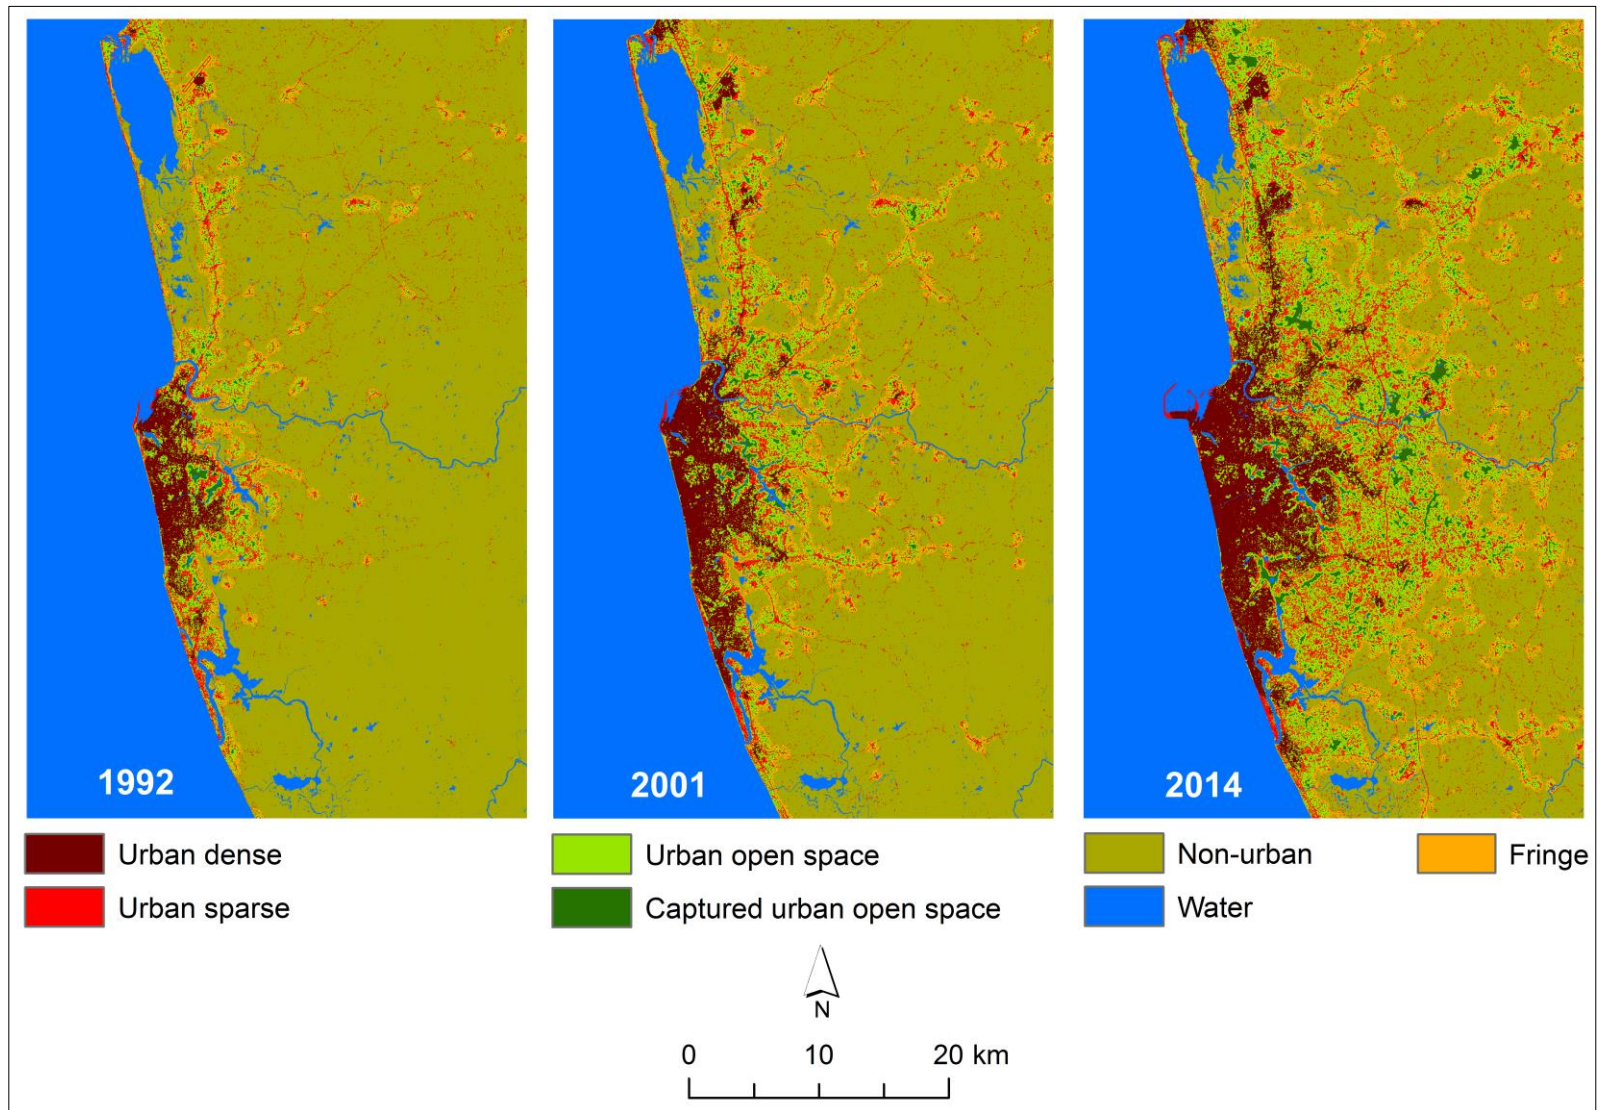 1992
2001
2014
Urban dense
Urban open space
Non-urban
Fringe
Urban sparse
Captured urban open space
Water
N
0 10 20 km